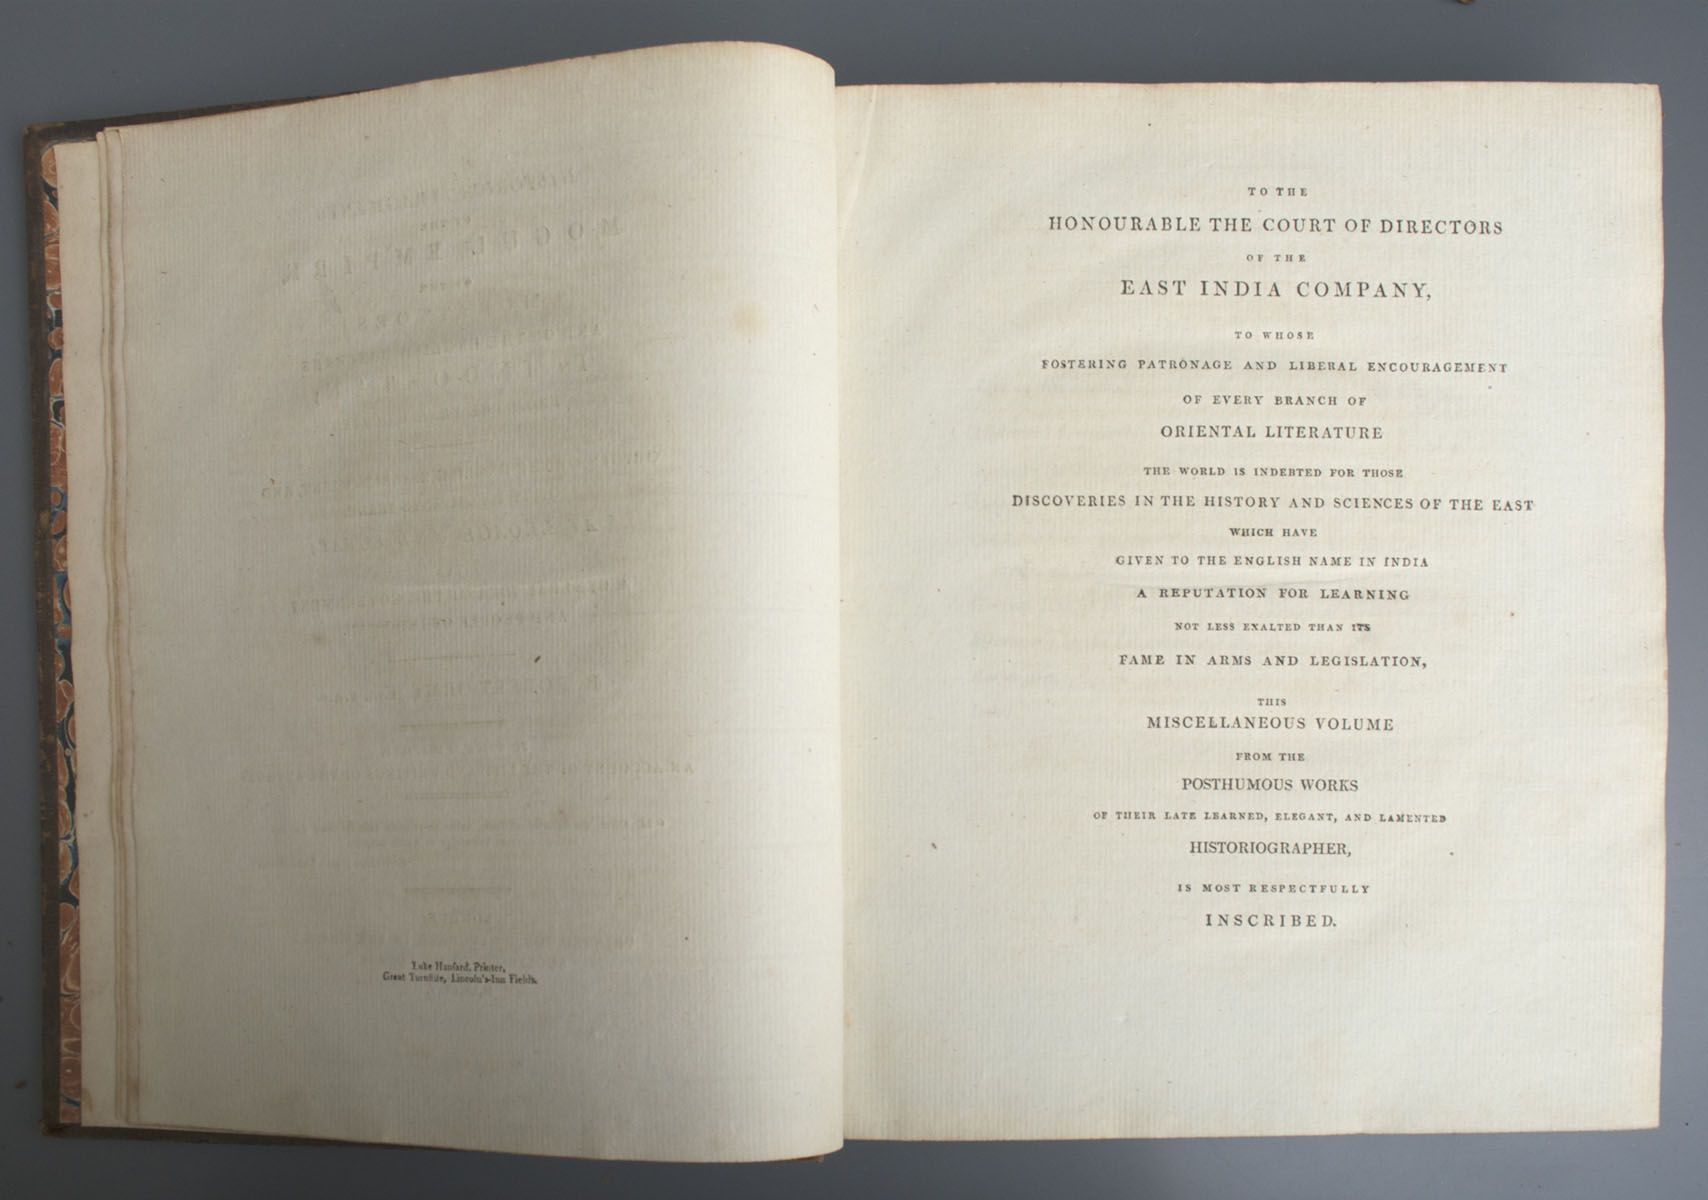 Luke Hansard, Printer,
Great Turnstile, Lincoln's-Inn Fields.
TO THE
HONOURABLE THE COURT OF DIRECTORS
OF THE
EAST INDIA COMPANY,
TO WHOSE
FOSTERING PATRONAGE AND LIBERAL ENCOURAGEMENT
OF EVERY BRANCH OF
ORIENTAL LITERATURE
THE WORLD IS INDEBTED FOR THOSE
DISCOVERIES IN THE HISTORY AND SCIENCES OF THE EAST
WHICH HAVE
GIVEN TO THE ENGLISH NAME IN INDIA
A REPUTATION FOR LEARNING
NOT LESS EXALTED THAN ITS
FAME IN ARMS AND LEGISLATION,
THIS
MISCELLANEOUS VOLUME
FROM THE
POSTHUMOUS WORKS
OF THEIR LATE LEARNED, ELEGANT, AND LAMENTED
HISTORIOGRAPHER,
IS MOST RESPECTFULLY
INSCRIBED.